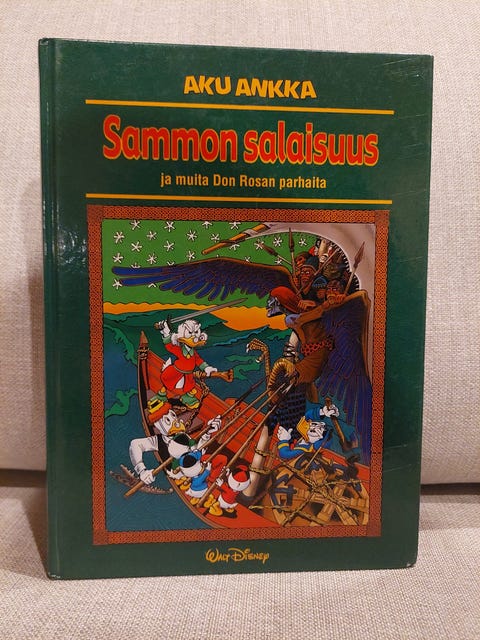 AKU ANKKA
Sammon salaisuus
ja muita Don Rosan parhaita
WALT DISNEY